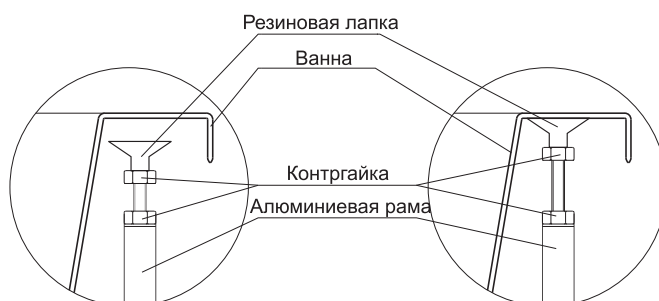 Резиновая лапка
Ванна
Контргайка
Алюминиевая рама